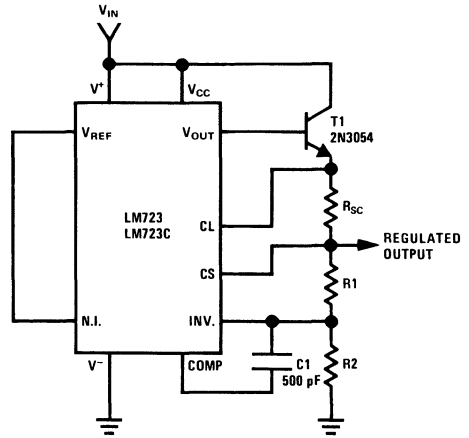 VIN
V+
VCC
VREF
VOUT
T1
2N3054
LM723
LM723C
CL
RSC
REGULATED
OUTPUT
CS
R1
N.I.
INV.
V−
COMP
C1
500 pF
R2